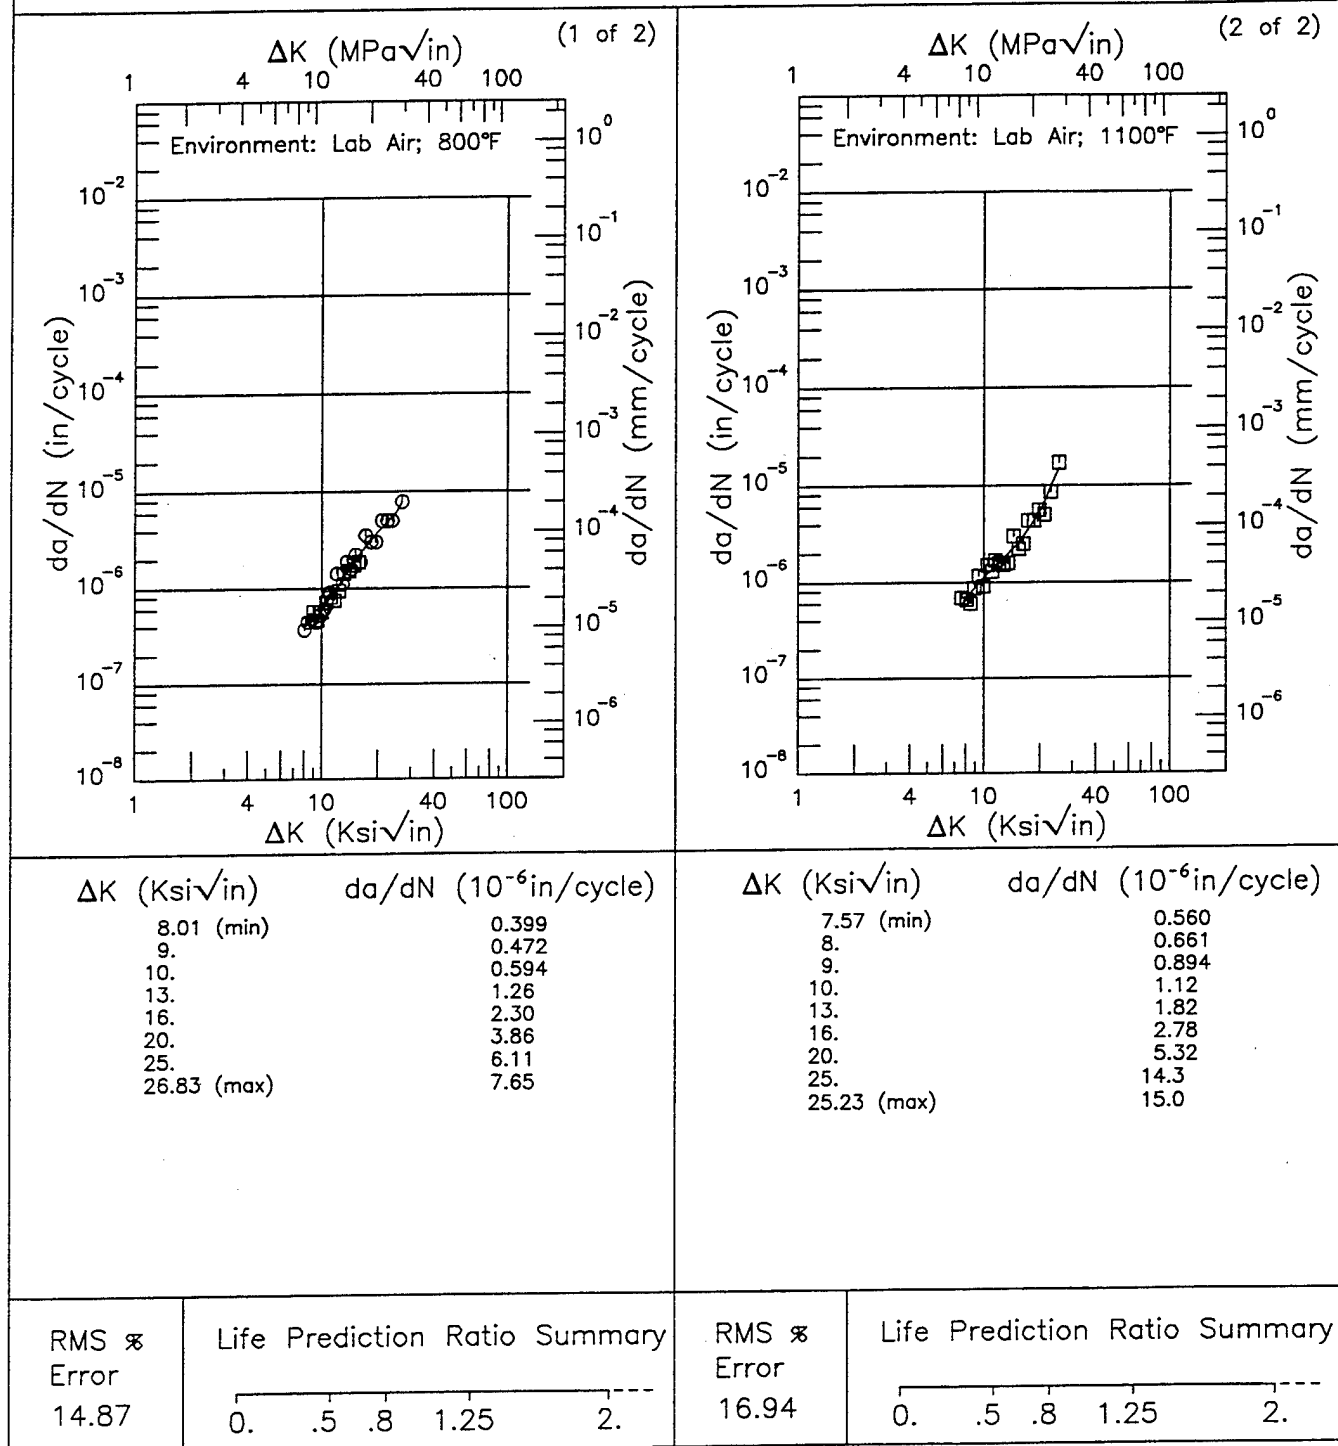 (1 of 2)
ΔK (MPa√in)
1 4 10 40 100
Environment: Lab Air; 800°F
da/dN (in/cycle)
10⁻²
10⁻³
10⁻⁴
10⁻⁵
10⁻⁶
10⁻⁷
10⁻⁸
10⁰
10⁻¹
10⁻²
10⁻³
10⁻⁴
10⁻⁵
10⁻⁶
da/dN (mm/cycle)
1 4 10 40 100
ΔK (Ksi√in)
(2 of 2)
ΔK (MPa√in)
1 4 10 40 100
Environment: Lab Air; 1100°F
da/dN (in/cycle)
10⁻²
10⁻³
10⁻⁴
10⁻⁵
10⁻⁶
10⁻⁷
10⁻⁸
10⁰
10⁻¹
10⁻²
10⁻³
10⁻⁴
10⁻⁵
10⁻⁶
da/dN (mm/cycle)
1 4 10 40 100
ΔK (Ksi√in)
ΔK (Ksi√in) da/dN (10⁻⁶in/cycle)
8.01 (min) 0.399
9. 0.472
10. 0.594
13. 1.26
16. 2.30
20. 3.86
25. 6.11
26.83 (max) 7.65
ΔK (Ksi√in) da/dN (10⁻⁶in/cycle)
7.57 (min) 0.560
8. 0.661
9. 0.894
10. 1.12
13. 1.82
16. 2.78
20. 5.32
25. 14.3
25.23 (max) 15.0
RMS %
Error
14.87
Life Prediction Ratio Summary
0. .5 .8 1.25 2.
RMS %
Error
16.94
Life Prediction Ratio Summary
0. .5 .8 1.25 2.